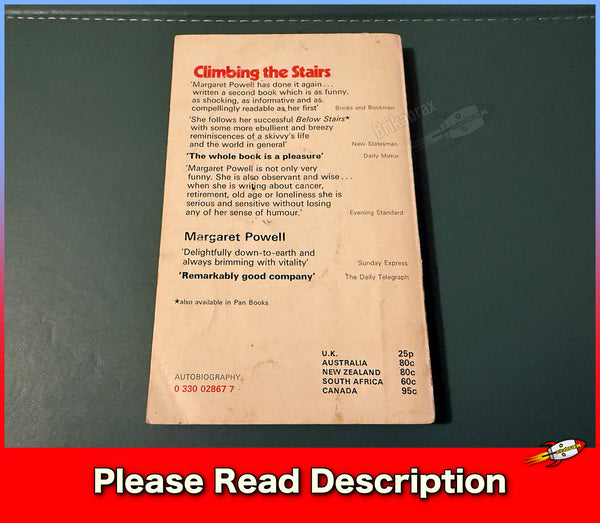 Climbing the Stairs
'Margaret Powell has done it again...
written a second book which is as funny,
as shocking, as informative and as
compellingly readable as her first' Books and Bookmen
'She follows her successful Below Stairs*
with some more ebullient and breezy
reminiscences of a skivvy's life
and the world in general' New Statesman
'The whole book is a pleasure' Daily Mirror
'Margaret Powell is not only very
funny. She is also observant and wise...
when she is writing about cancer,
retirement, old age or loneliness she is
serious and sensitive without losing
any of her sense of humour.' Evening Standard
Margaret Powell
'Delightfully down-to-earth and
always brimming with vitality' Sunday Express
'Remarkably good company' The Daily Telegraph
*also available in Pan Books
U.K. 25p
AUSTRALIA 80c
NEW ZEALAND 80c
SOUTH AFRICA 60c
CANADA 95c
AUTOBIOGRAPHY
0 330 02867 7
Brikabrax
Please Read Description